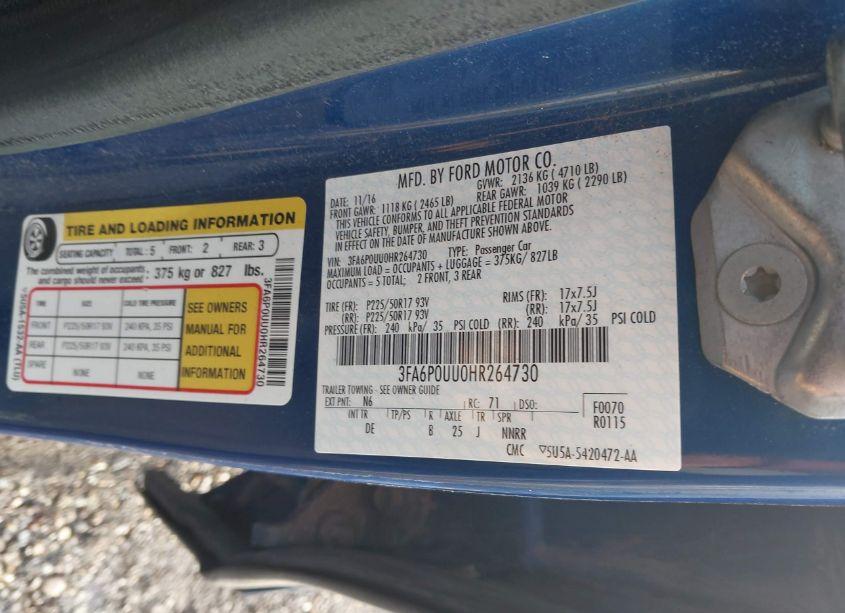 TIRE AND LOADING INFORMATION
SEATING CAPACITY TOTAL : 5 FRONT: 2 REAR: 3
The combined weight of occupants and cargo should never exceed : 375 kg or 827 lbs.
TIRE SIZE COLD TIRE PRESSURE
FRONT P225/50R17 93V 240 KPA, 35 PSI
REAR P225/50R17 93V 240 KPA, 35 PSI
SPARE NONE NONE
SEE OWNERS
MANUAL FOR
ADDITIONAL
INFORMATION
3FA6P0UU0HR264730
MFD. BY FORD MOTOR CO.
DATE: 11/16 GVWR: 2136 KG ( 4710 LB)
FRONT GAWR: 1118 KG ( 2465 LB) REAR GAWR: 1039 KG ( 2290 LB)
THIS VEHICLE CONFORMS TO ALL APPLICABLE FEDERAL MOTOR
VEHICLE SAFETY, BUMPER, AND THEFT PREVENTION STANDARDS
IN EFFECT ON THE DATE OF MANUFACTURE SHOWN ABOVE.
VIN: 3FA6P0UU0HR264730 TYPE: Passenger Car
MAXIMUM LOAD = OCCUPANTS + LUGGAGE = 375KG/ 827LB
OCCUPANTS = 5 TOTAL; 2 FRONT, 3 REAR
TIRE (FR): P225/50R17 93V RIMS (FR): 17x7.5J
(RR): P225/50R17 93V (RR): 17x7.5J
PRESSURE (FR): 240 kPa/ 35 PSI COLD (RR): 240 kPa/ 35 PSI COLD
3FA6P0UU0HR264730
TRAILER TOWING - SEE OWNER GUIDE
EXT PNT: N6 RC: 71 DSO: F0070
INT TR TP/PS R AXLE TR SPR R0115
DE B 25 J NNRR
CMC 5U5A-5420472-AA